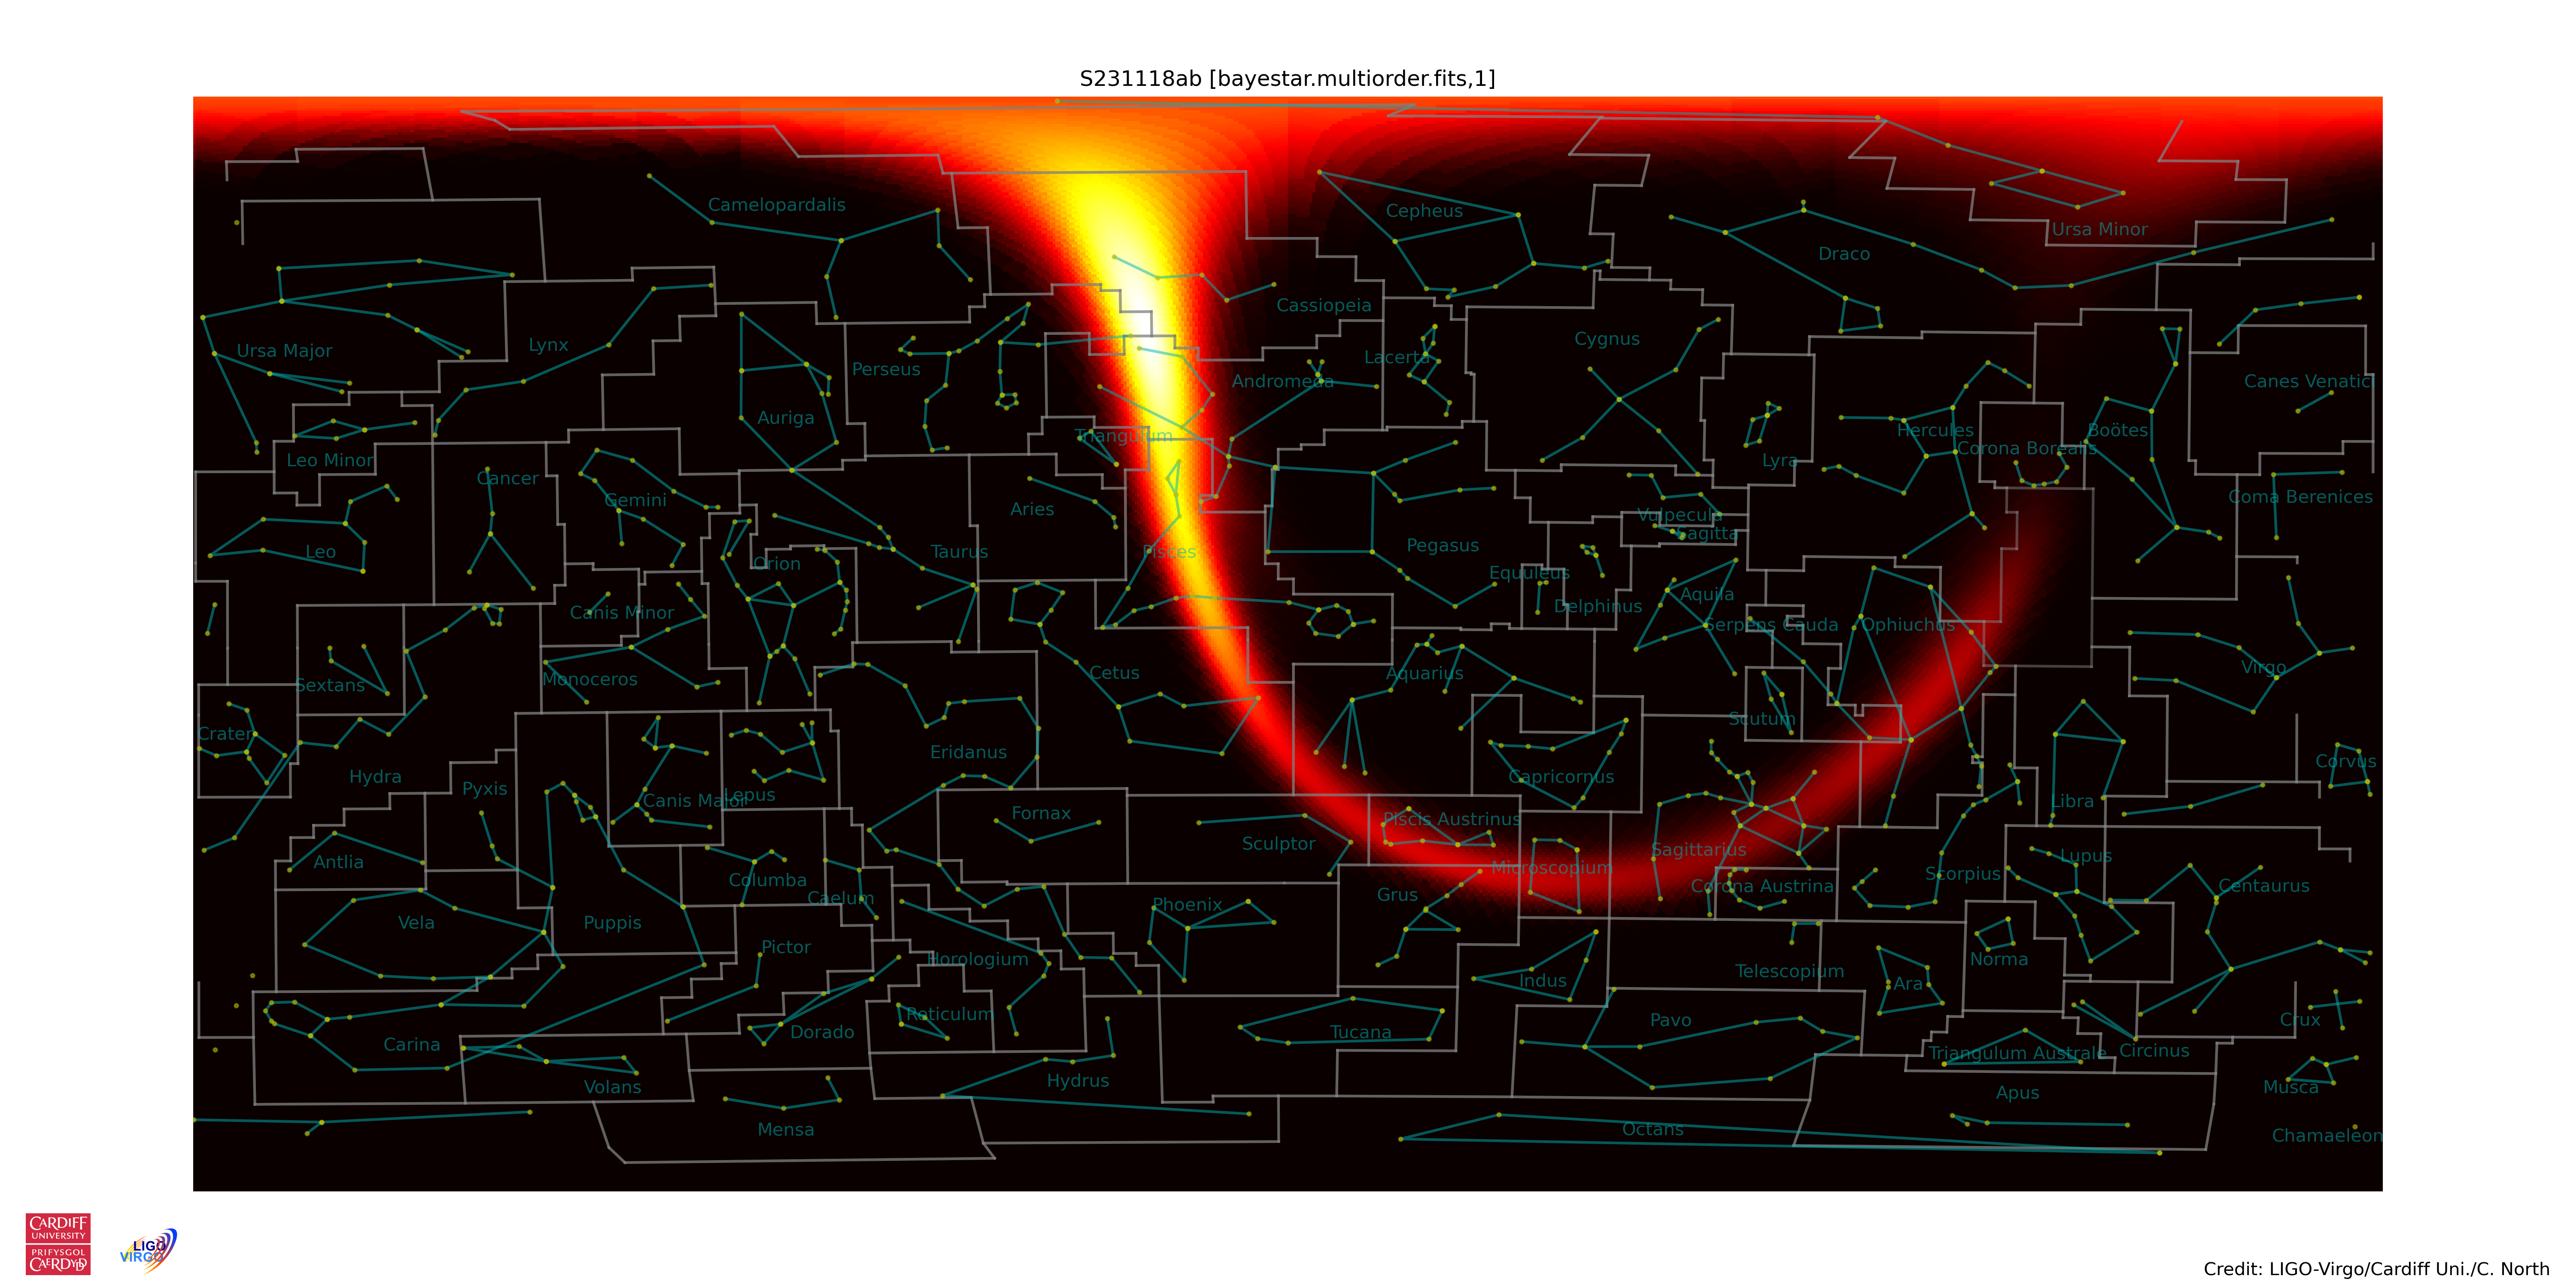 S231118ab [bayestar.multiorder.fits,1]
Camelopardalis
Cepheus
Ursa Minor
Draco
Cassiopeia
Cygnus
Lynx
Ursa Major
Lacerta
Perseus
Andromeda
Canes Venatici
Auriga
Hercules
Boötes
Triangulum
Corona Borealis
Leo Minor
Lyra
Cancer
Coma Berenices
Gemini
Aries
Vulpecula
Sagitta
Pegasus
Leo
Taurus
Pisces
Orion
Equuleus
Aquila
Delphinus
Canis Minor
Serpens Cauda
Ophiuchus
Virgo
Cetus
Aquarius
Monoceros
Sextans
Scutum
Crater
Eridanus
Corvus
Hydra
Capricornus
Pyxis
Lepus
Canis Major
Libra
Fornax
Piscis Austrinus
Sculptor
Sagittarius
Lupus
Antlia
Microscopium
Scorpius
Columba
Corona Austrina
Centaurus
Grus
Caelum
Phoenix
Vela
Puppis
Pictor
Horologium
Norma
Telescopium
Indus
Ara
Reticulum
Pavo
Crux
Dorado
Tucana
Carina
Circinus
Triangulum Australe
Hydrus
Volans
Musca
Apus
Mensa
Octans
Chamaeleon
CARDIFF
UNIVERSITY
PRIFYSGOL
CAERDYDD
LIGO
VIRGO
Credit: LIGO-Virgo/Cardiff Uni./C. North